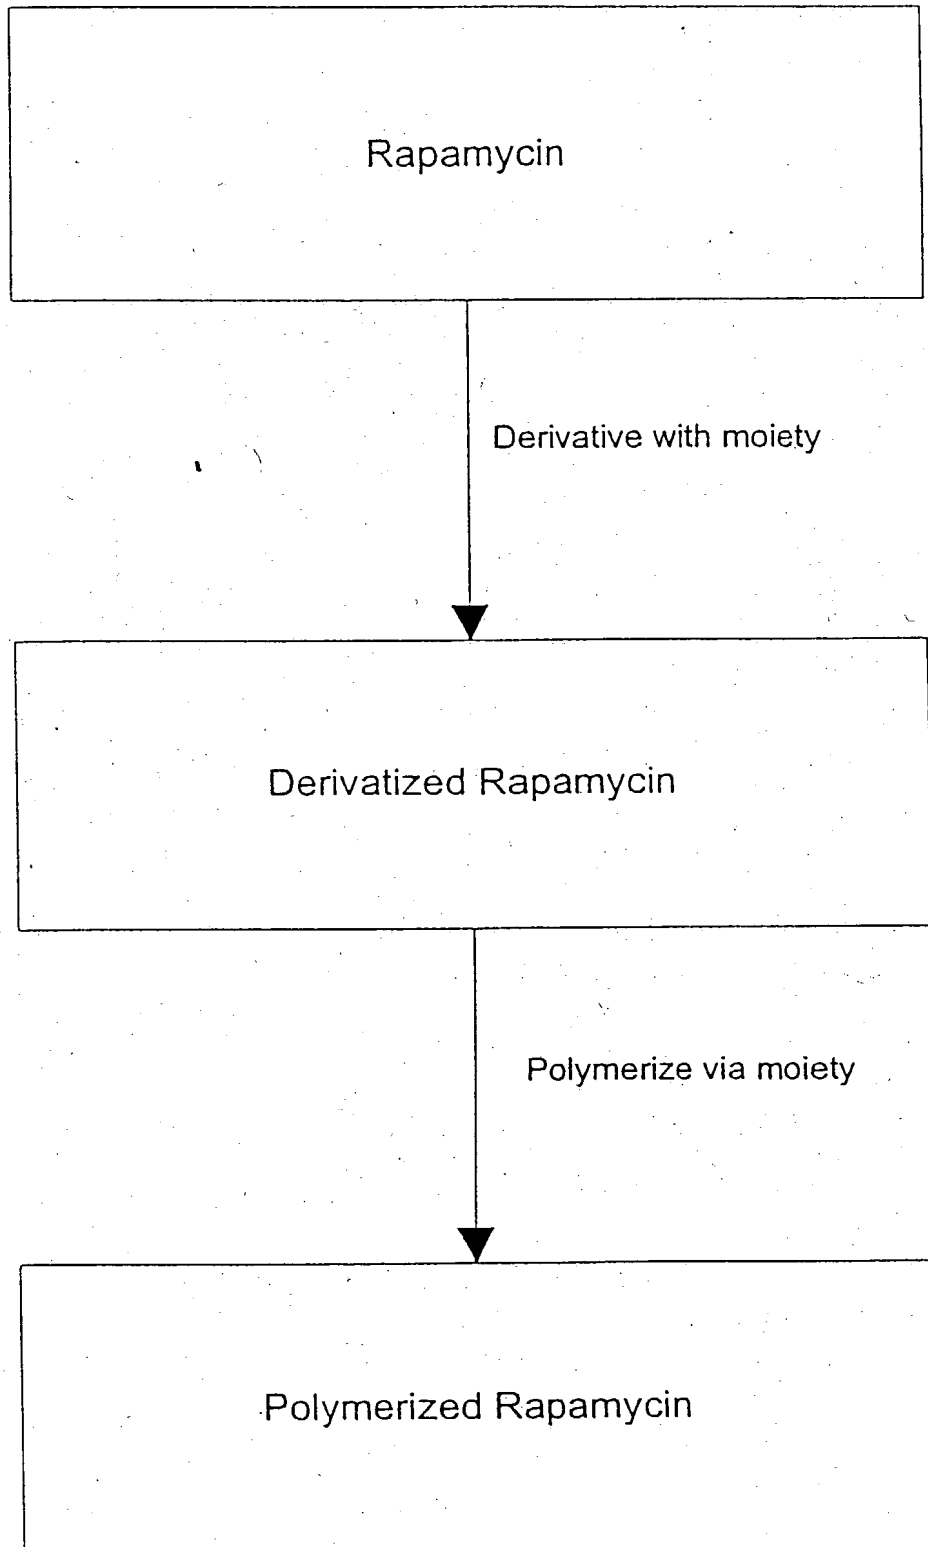 Rapamycin
Derivative with moiety
Derivatized Rapamycin
Polymerize via moiety
Polymerized Rapamycin